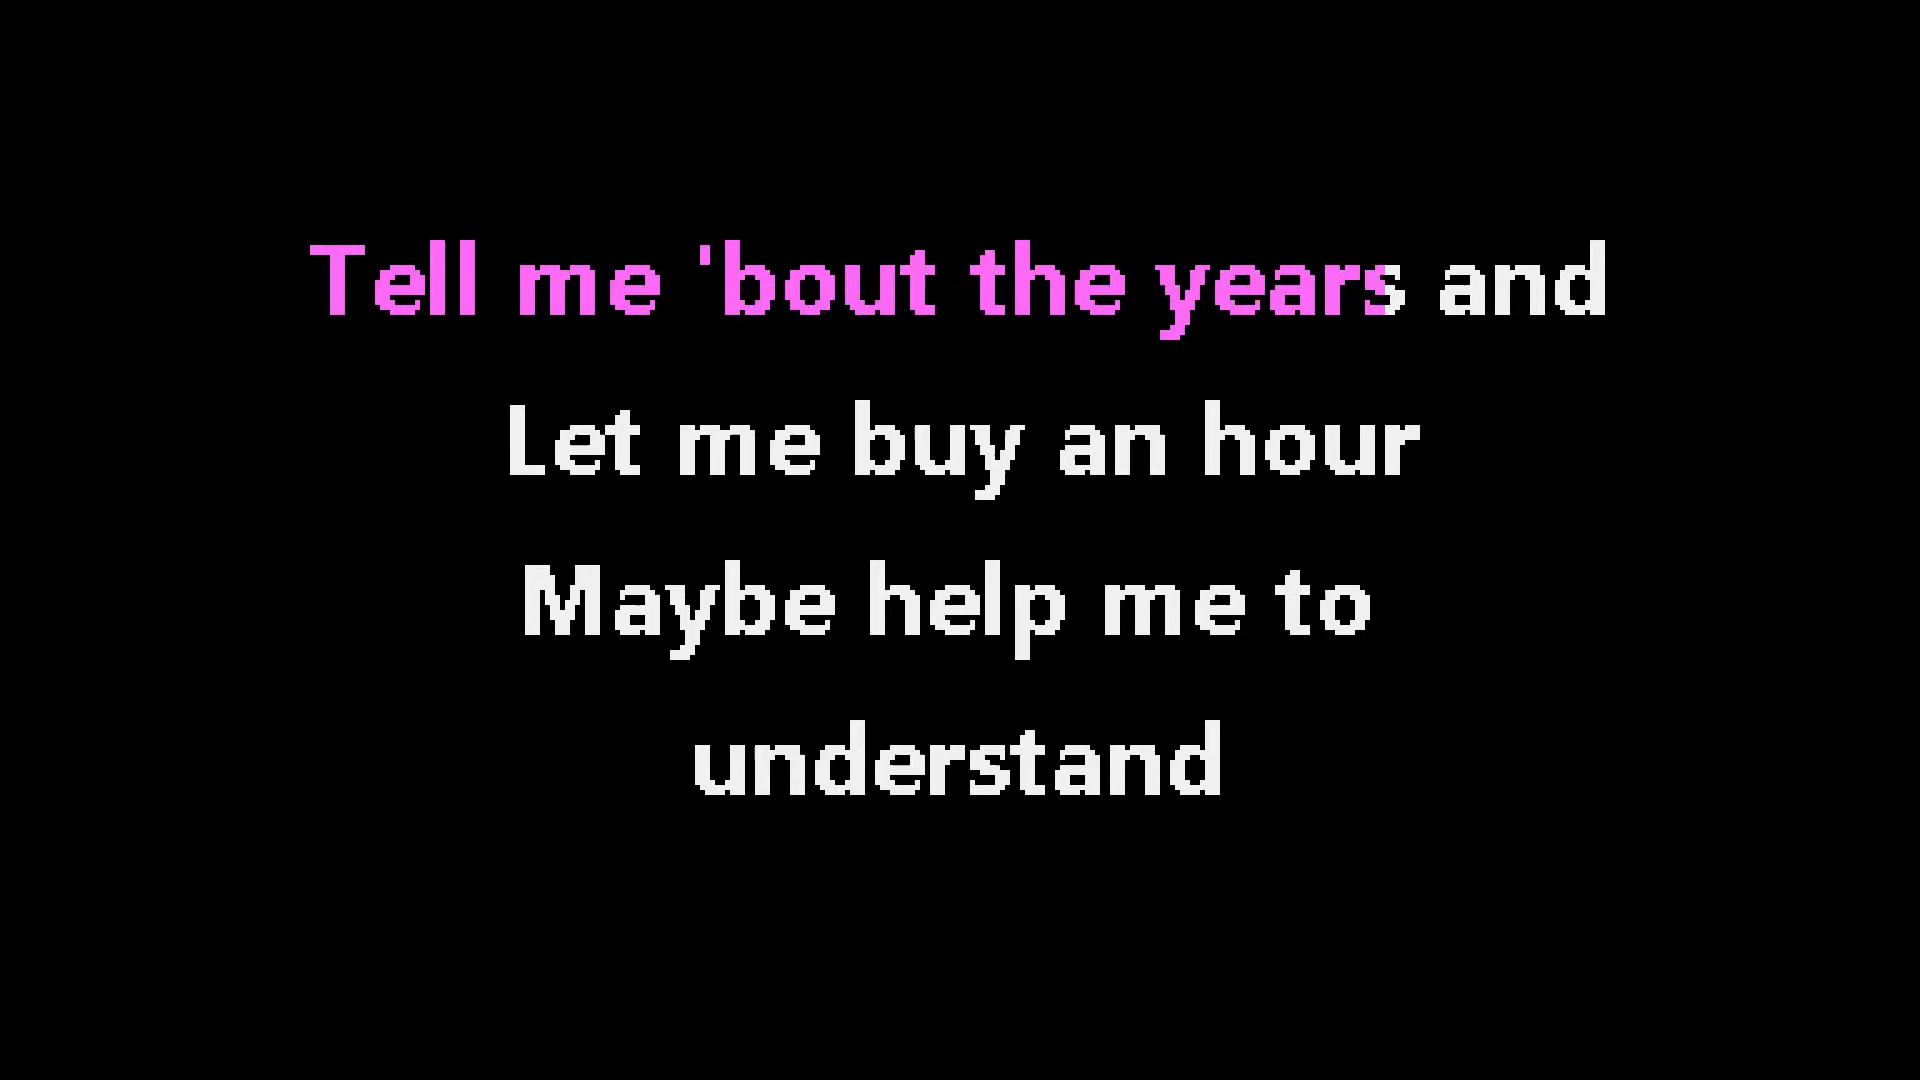 Tell me 'bout the years and
Let me buy an hour
Maybe help me to
understand